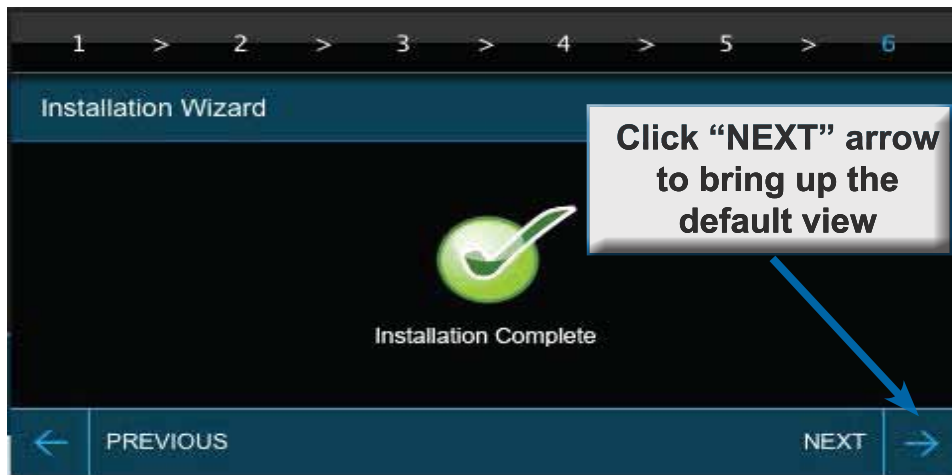 1 > 2 > 3 > 4 > 5 > 6
Installation Wizard
Click “NEXT” arrow
to bring up the
default view
Installation Complete
PREVIOUS
NEXT